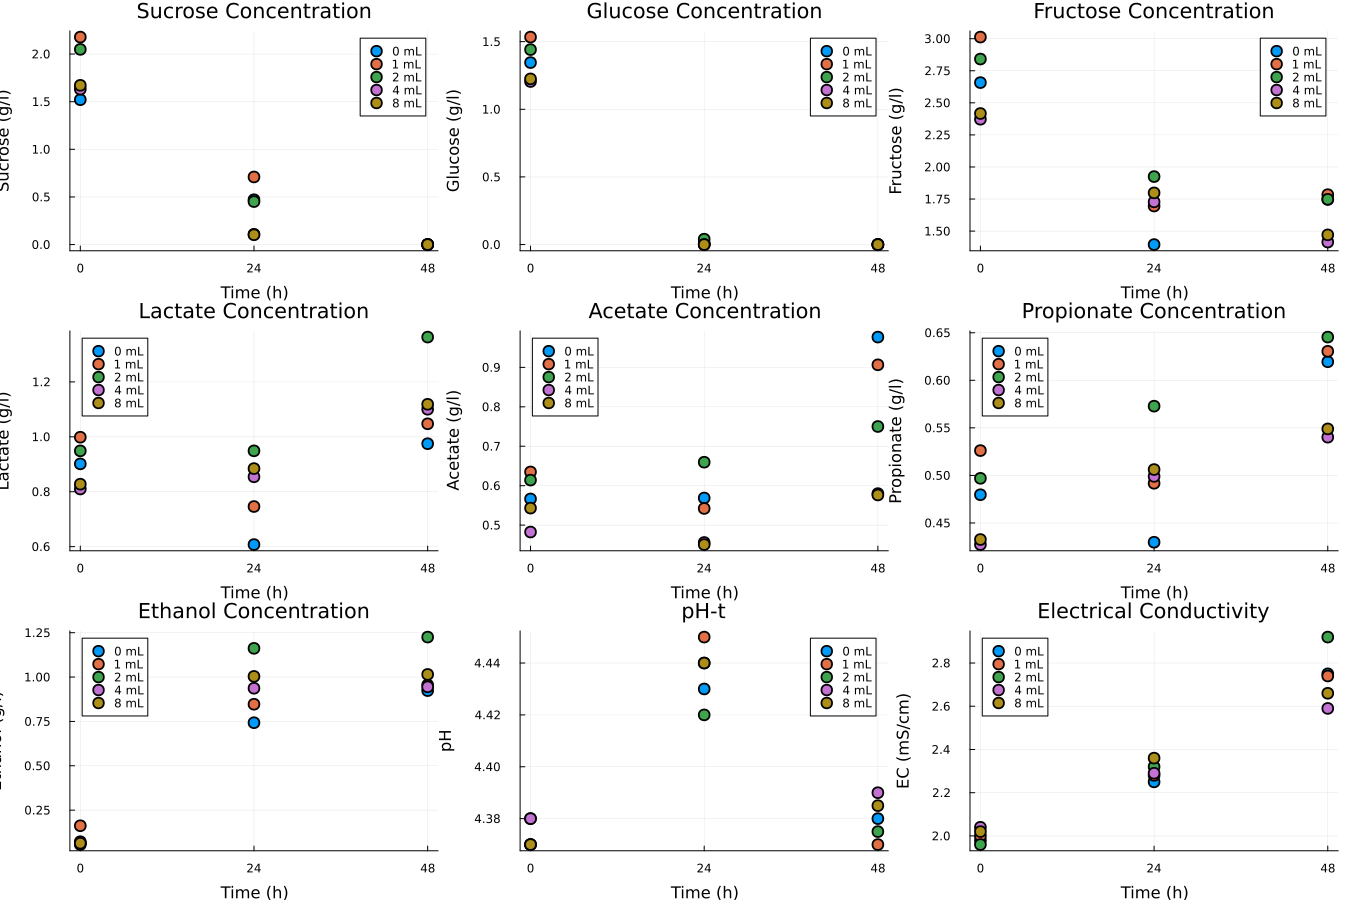 Sucrose Concentration
Sucrose (g/l)
2.0
1.5
1.0
0.5
0.0
0 mL
1 mL
2 mL
4 mL
8 mL
0 24 48
Time (h)
Glucose Concentration
Glucose (g/l)
1.5
1.0
0.5
0.0
0 mL
1 mL
2 mL
4 mL
8 mL
0 24 48
Time (h)
Fructose Concentration
Fructose (g/l)
3.00
2.75
2.50
2.25
2.00
1.75
1.50
0 mL
1 mL
2 mL
4 mL
8 mL
0 24 48
Time (h)
Lactate Concentration
Lactate (g/l)
1.2
1.0
0.8
0.6
0 mL
1 mL
2 mL
4 mL
8 mL
0 24 48
Time (h)
Acetate Concentration
Acetate (g/l)
0.9
0.8
0.7
0.6
0.5
0 mL
1 mL
2 mL
4 mL
8 mL
0 24 48
Time (h)
Propionate Concentration
Propionate (g/l)
0.65
0.60
0.55
0.50
0.45
0 mL
1 mL
2 mL
4 mL
8 mL
0 24 48
Time (h)
Ethanol Concentration
1.25
1.00
0.75
0.50
0.25
0 mL
1 mL
2 mL
4 mL
8 mL
0 24 48
Time (h)
pH-t
pH
4.44
4.42
4.40
4.38
0 mL
1 mL
2 mL
4 mL
8 mL
0 24 48
Time (h)
Electrical Conductivity
EC (mS/cm)
2.8
2.6
2.4
2.2
2.0
0 mL
1 mL
2 mL
4 mL
8 mL
0 24 48
Time (h)